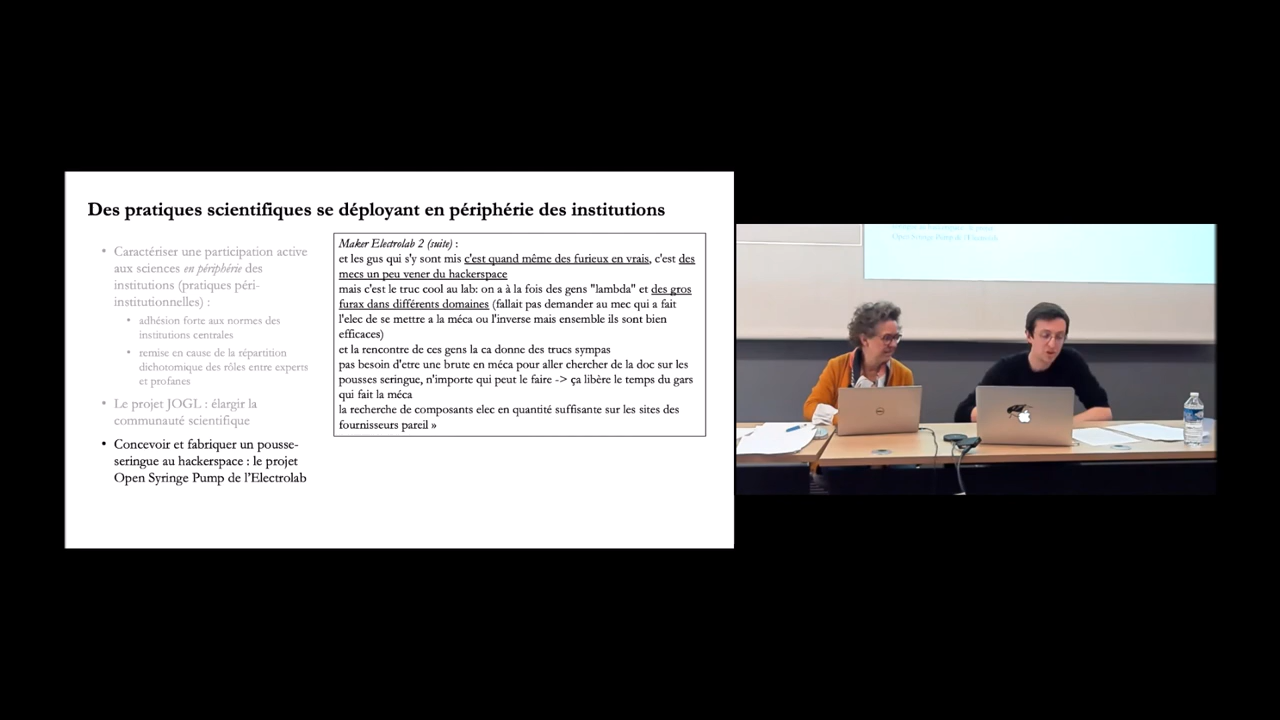 Des pratiques scientifiques se déployant en périphérie des institutions
• Caractériser une participation active
aux sciences en périphérie des
institutions (pratiques péri-
institutionnelles) :
• adhésion forte aux normes des
institutions centrales
• remise en cause de la répartition
dichotomique des rôles entre experts
et profanes
• Le projet JOGL : élargir la
communauté scientifique
• Concevoir et fabriquer un pousse-
seringue au hackerspace : le projet
Open Syringe Pump de l'Electrolab
Maker Electrolab 2 (suite) :
et les gus qui s'y sont mis c'est quand même des furieux en vrais, c'est des
mecs un peu vener du hackerspace
mais c'est le truc cool au lab: on a à la fois des gens "lambda" et des gros
furax dans différents domaines (fallait pas demander au mec qui a fait
l'elec de se mettre a la méca ou l'inverse mais ensemble ils sont bien
efficaces)
et la rencontre de ces gens la ca donne des trucs sympas
pas besoin d'etre une brute en méca pour aller chercher de la doc sur les
pousses seringue, n'importe qui peut le faire -> ça libère le temps du gars
qui fait la méca
la recherche de composants elec en quantité suffisante sur les sites des
fournisseurs pareil »